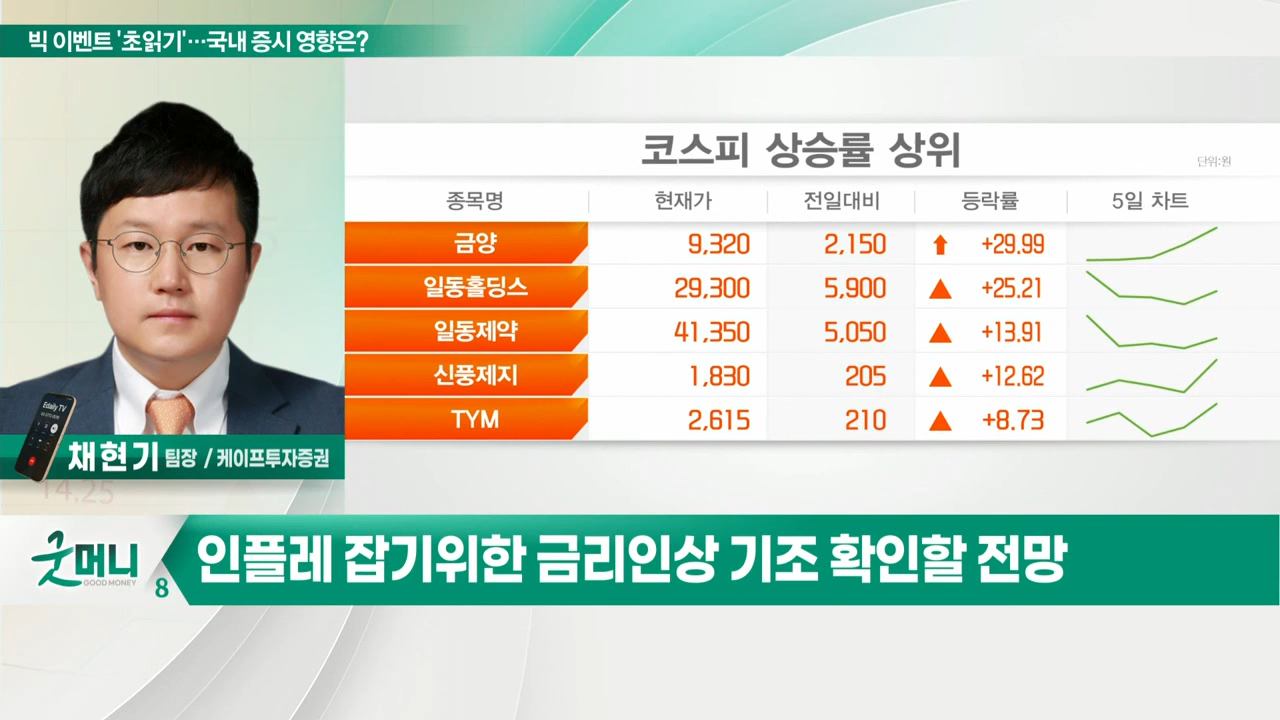 빅 이벤트 '초읽기'…국내 증시 영향은?
코스피 상승률 상위
단위:원
종목명 현재가 전일대비 등락률 5일 차트
금양 9,320 2,150 +29.99
일동홀딩스 29,300 5,900 ▲ +25.21
일동제약 41,350 5,050 ▲ +13.91
신풍제지 1,830 205 ▲ +12.62
TYM 2,615 210 ▲ +8.73
Edaily TV
채현기 팀장 / 케이프투자증권
14.25
굿머니
GOOD MONEY
8
인플레 잡기위한 금리인상 기조 확인할 전망